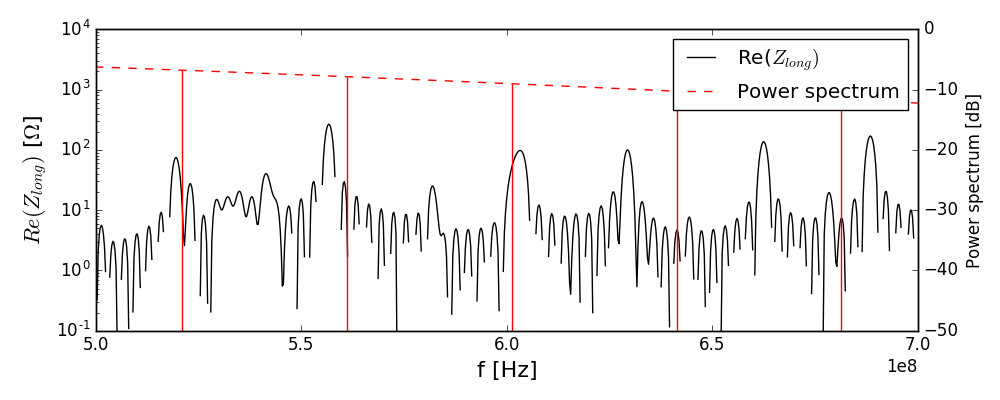 10^4
10^3
10^2
10^1
10^0
10^-1
Re(Z_long) [Ω]
5.0
5.5
6.0
6.5
7.0
1e8
f [Hz]
0
−10
−20
−30
−40
−50
Power spectrum [dB]
Re(Z_long)
Power spectrum